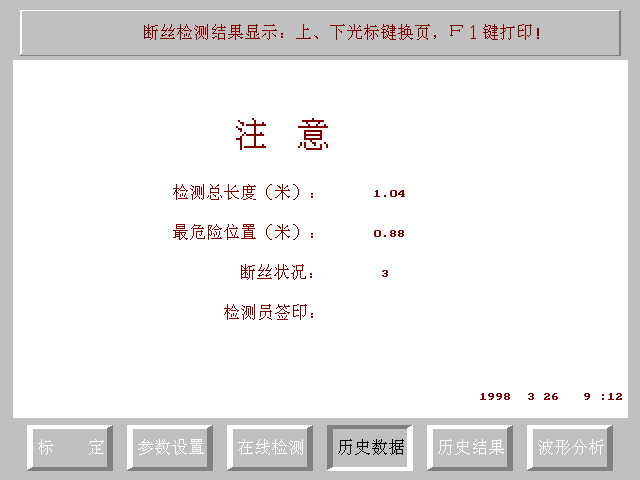 断丝检测结果显示：上、下光标键换页，F1键打印！
注 意
检测总长度（米）： 1.04
最危险位置（米）： 0.88
断丝状况： 3
检测员签印：
1998 3 26 9 :12
标 定 参数设置 在线检测 历史数据 历史结果 波形分析